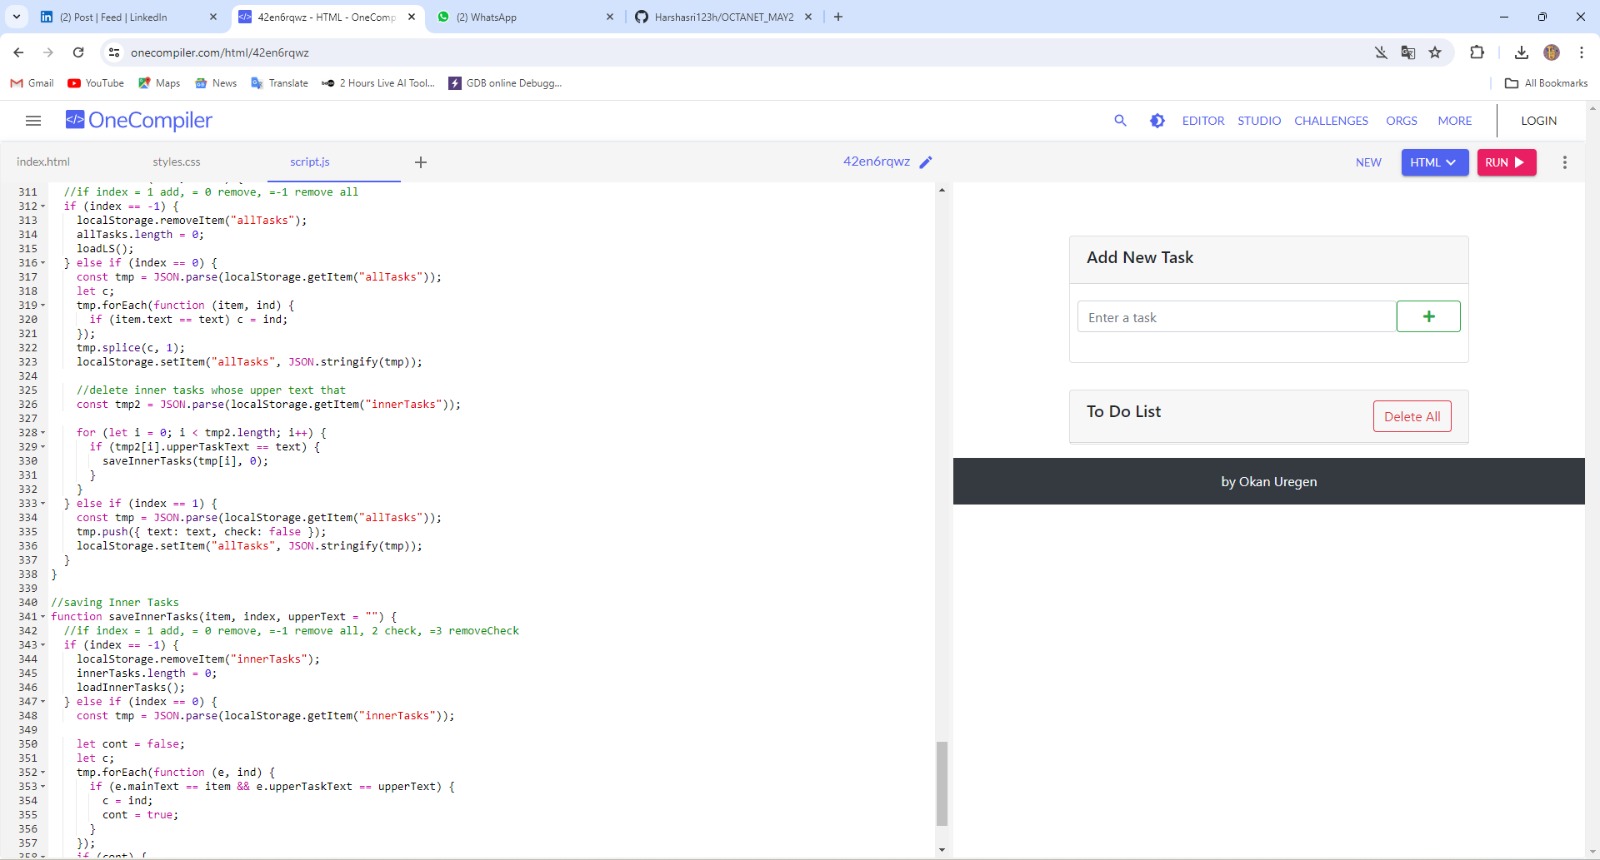 (2) Post | Feed | LinkedIn
42en6rqwz - HTML - OneComp
(2) WhatsApp
Harshasri123h/OCTANET_MAY2
onecompiler.com/html/42en6rqwz
Gmail
YouTube
Maps
News
Translate
2 Hours Live AI Tool...
GDB online Debugg...
All Bookmarks
OneCompiler
EDITOR
STUDIO
CHALLENGES
ORGS
MORE
LOGIN
index.html
styles.css
script.js
42en6rqwz
NEW
HTML
RUN
311 //if index = 1 add, = 0 remove, =-1 remove all
312 if (index == -1) {
313 localStorage.removeItem("allTasks");
314 allTasks.length = 0;
315 loadLS();
316 } else if (index == 0) {
317 const tmp = JSON.parse(localStorage.getItem("allTasks"));
318 let c;
319 tmp.forEach(function (item, ind) {
320 if (item.text == text) c = ind;
321 });
322 tmp.splice(c, 1);
323 localStorage.setItem("allTasks", JSON.stringify(tmp));
324
325 //delete inner tasks whose upper text that
326 const tmp2 = JSON.parse(localStorage.getItem("innerTasks"));
327
328 for (let i = 0; i < tmp2.length; i++) {
329 if (tmp2[i].upperTaskText == text) {
330 saveInnerTasks(tmp[i], 0);
331 }
332 }
333 } else if (index == 1) {
334 const tmp = JSON.parse(localStorage.getItem("allTasks"));
335 tmp.push({ text: text, check: false });
336 localStorage.setItem("allTasks", JSON.stringify(tmp));
337 }
338 }
339
340 //saving Inner Tasks
341 function saveInnerTasks(item, index, upperText = "") {
342 //if index = 1 add, = 0 remove, =-1 remove all, 2 check, =3 removeCheck
343 if (index == -1) {
344 localStorage.removeItem("innerTasks");
345 innerTasks.length = 0;
346 loadInnerTasks();
347 } else if (index == 0) {
348 const tmp = JSON.parse(localStorage.getItem("innerTasks"));
349
350 let cont = false;
351 let c;
352 tmp.forEach(function (e, ind) {
353 if (e.mainText == item && e.upperTaskText == upperText) {
354 c = ind;
355 cont = true;
356 }
357 });
358 if (cont) {
Add New Task
Enter a task
+
To Do List
Delete All
by Okan Uregen